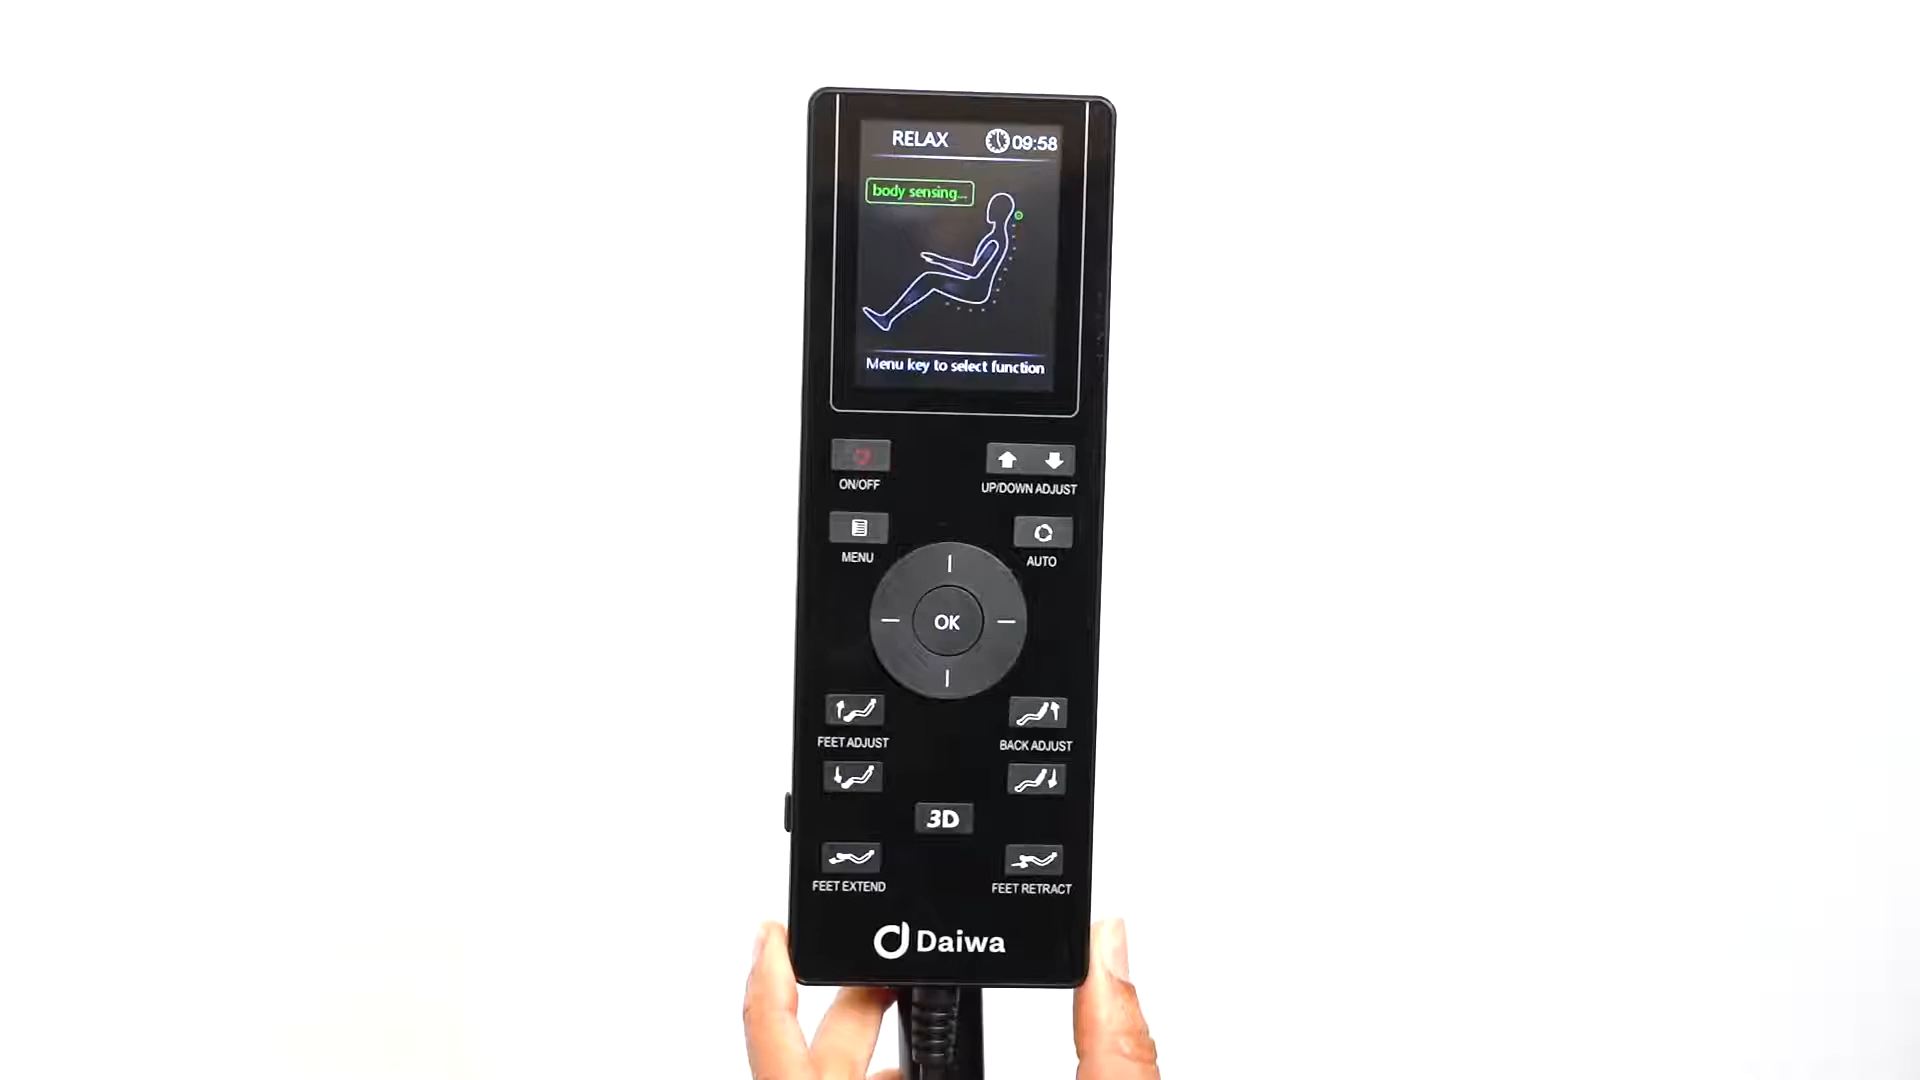 RELAX 09:58
body sensing...
Menu key to select function
ON/OFF
UP/DOWN ADJUST
MENU
AUTO
OK
FEET ADJUST
BACK ADJUST
3D
FEET EXTEND
FEET RETRACT
Daiwa